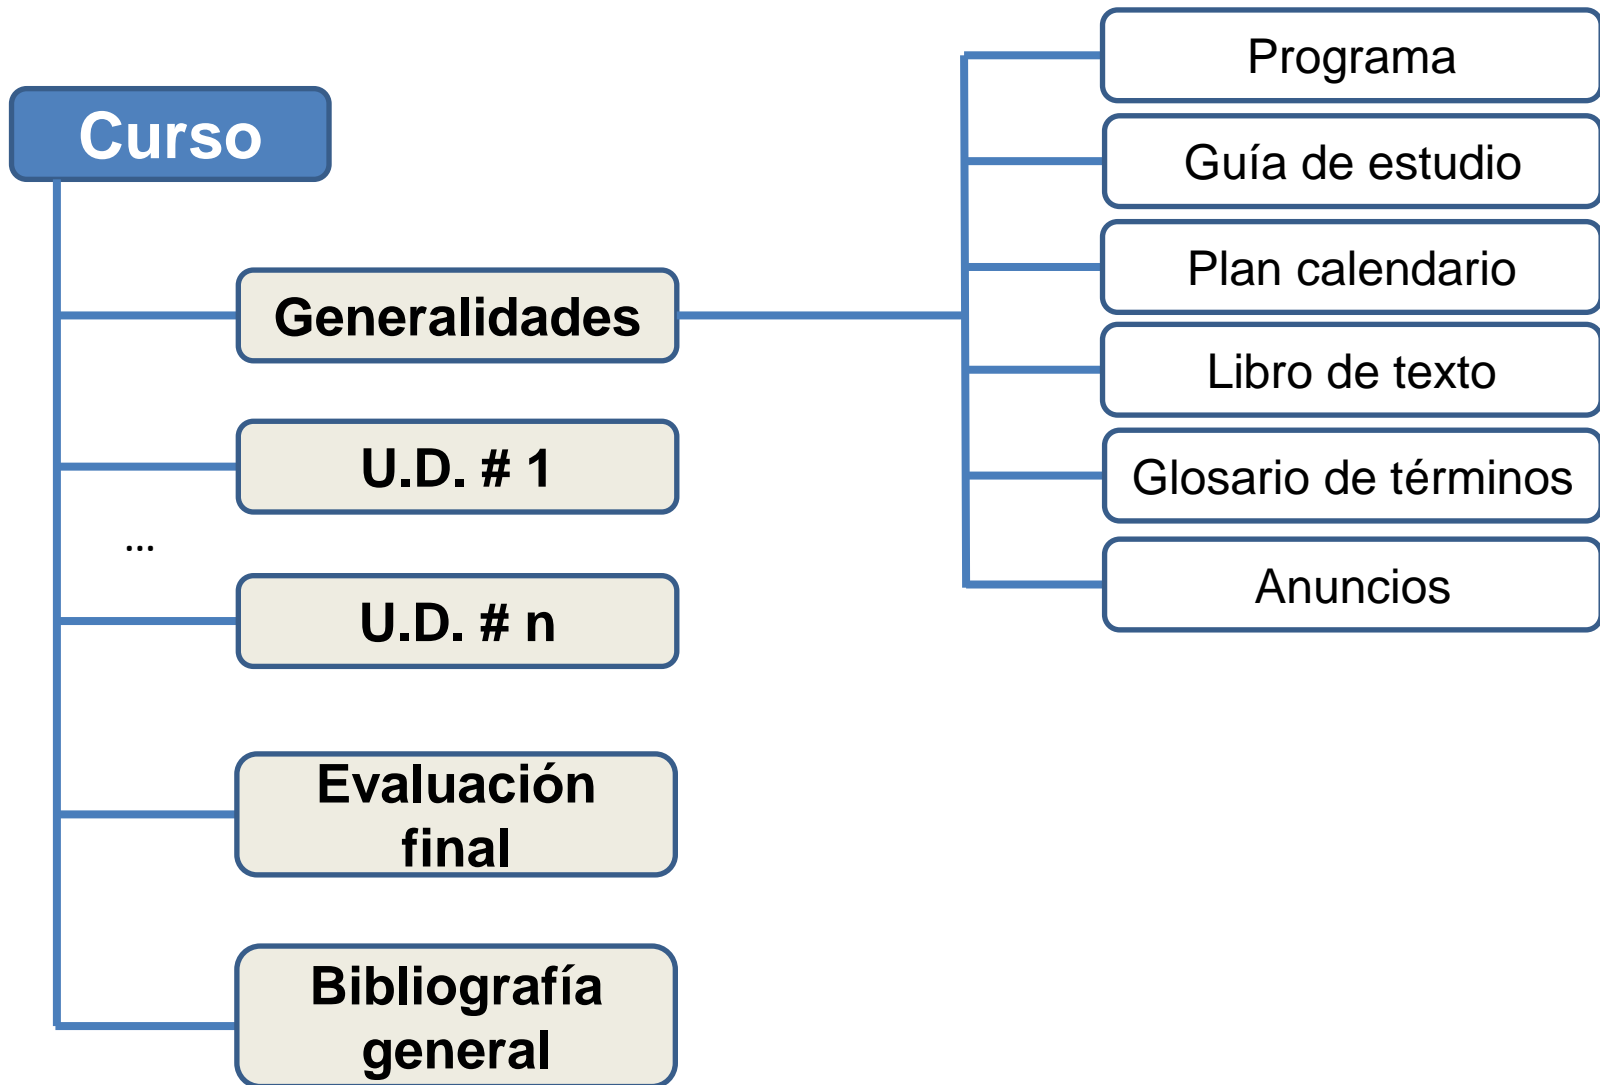 Curso
Generalidades
U.D. # 1
...
U.D. # n
Evaluación
final
Bibliografía
general
Programa
Guía de estudio
Plan calendario
Libro de texto
Glosario de términos
Anuncios